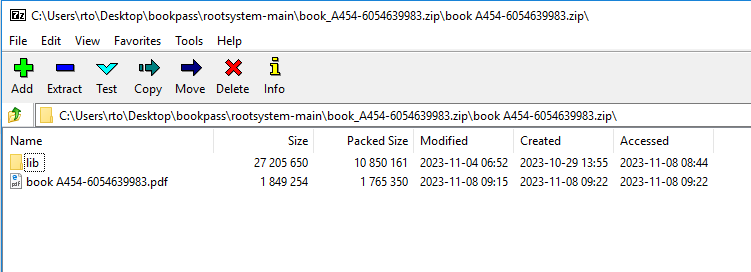 C:\Users\rto\Desktop\bookpass\rootsystem-main\book_A454-6054639983.zip\book A454-6054639983.zip\
File Edit View Favorites Tools Help
Add Extract Test Copy Move Delete Info
C:\Users\rto\Desktop\bookpass\rootsystem-main\book_A454-6054639983.zip\book A454-6054639983.zip\
Name Size Packed Size Modified Created Accessed
lib 27 205 650 10 850 161 2023-11-04 06:52 2023-10-29 13:55 2023-11-08 08:44
book A454-6054639983.pdf 1 849 254 1 765 350 2023-11-08 09:15 2023-11-08 09:22 2023-11-08 09:22